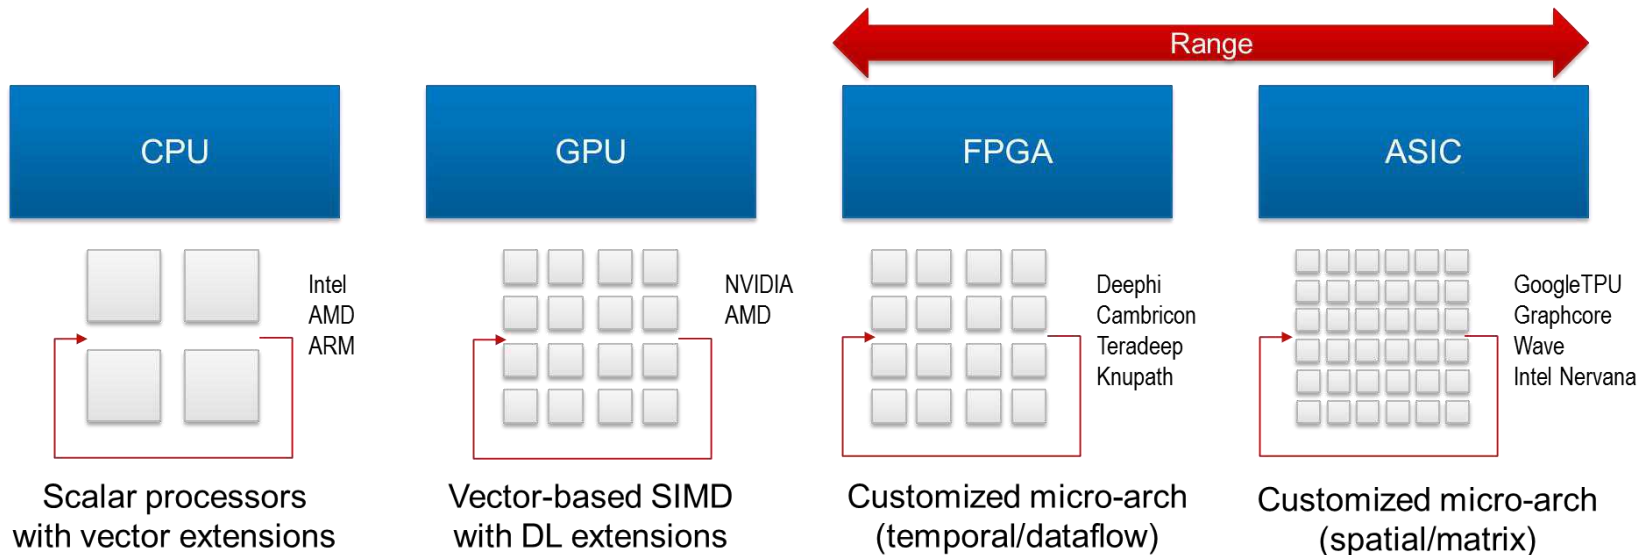 Range
CPU
GPU
FPGA
ASIC
Intel
AMD
ARM
NVIDIA
AMD
Deephi
Cambricon
Teradeep
Knupath
GoogleTPU
Graphcore
Wave
Intel Nervana
Scalar processors
with vector extensions
Vector-based SIMD
with DL extensions
Customized micro-arch
(temporal/dataflow)
Customized micro-arch
(spatial/matrix)